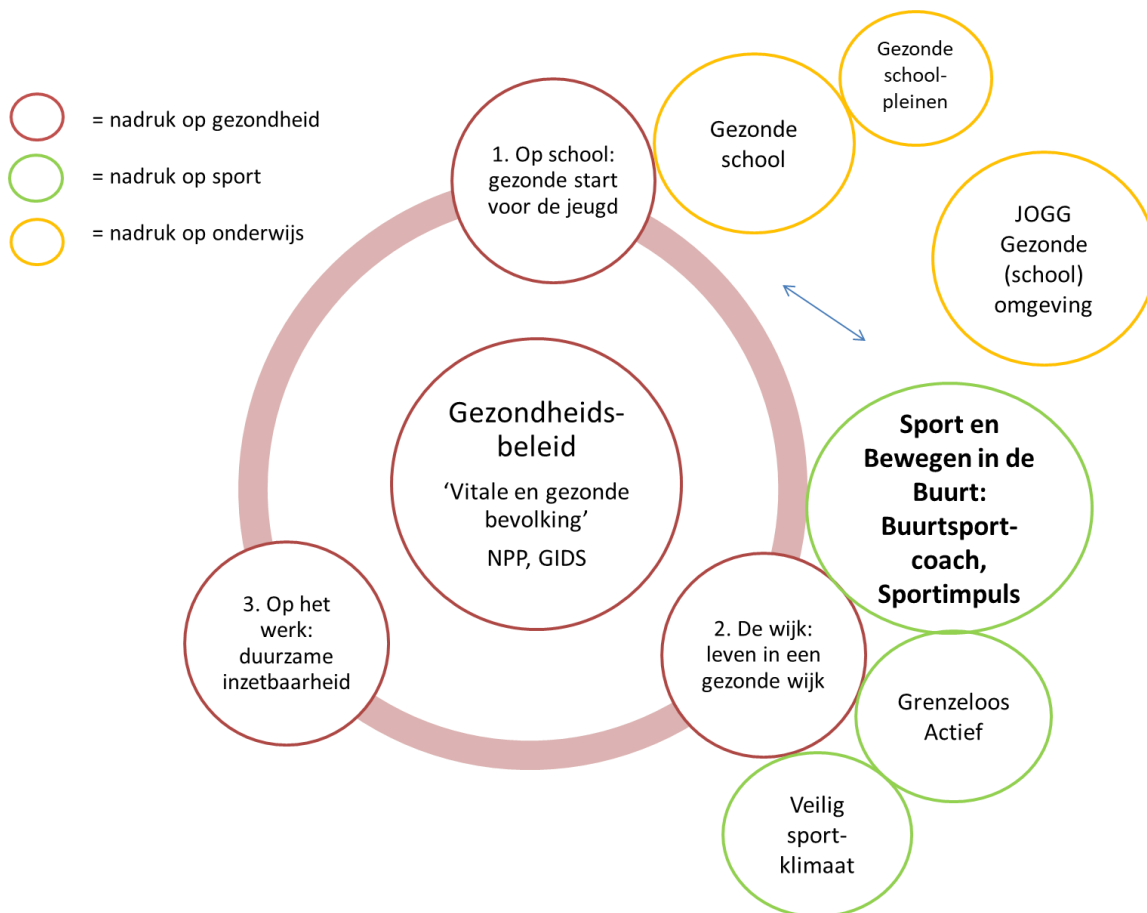 = nadruk op gezondheid
= nadruk op sport
= nadruk op onderwijs
1. Op school:
gezonde start
voor de jeugd
Gezonde
school
Gezonde
school-
pleinen
JOGG
Gezonde
(school)
omgeving
Gezondheids-
beleid
‘Vitale en gezonde
bevolking’
NPP, GIDS
Sport en
Bewegen in de
Buurt:
Buurtsport-
coach,
Sportimpuls
3. Op het
werk:
duurzame
inzetbaarheid
2. De wijk:
leven in een
gezonde wijk
Grenzeloos
Actief
Veilig
sport-
klimaat